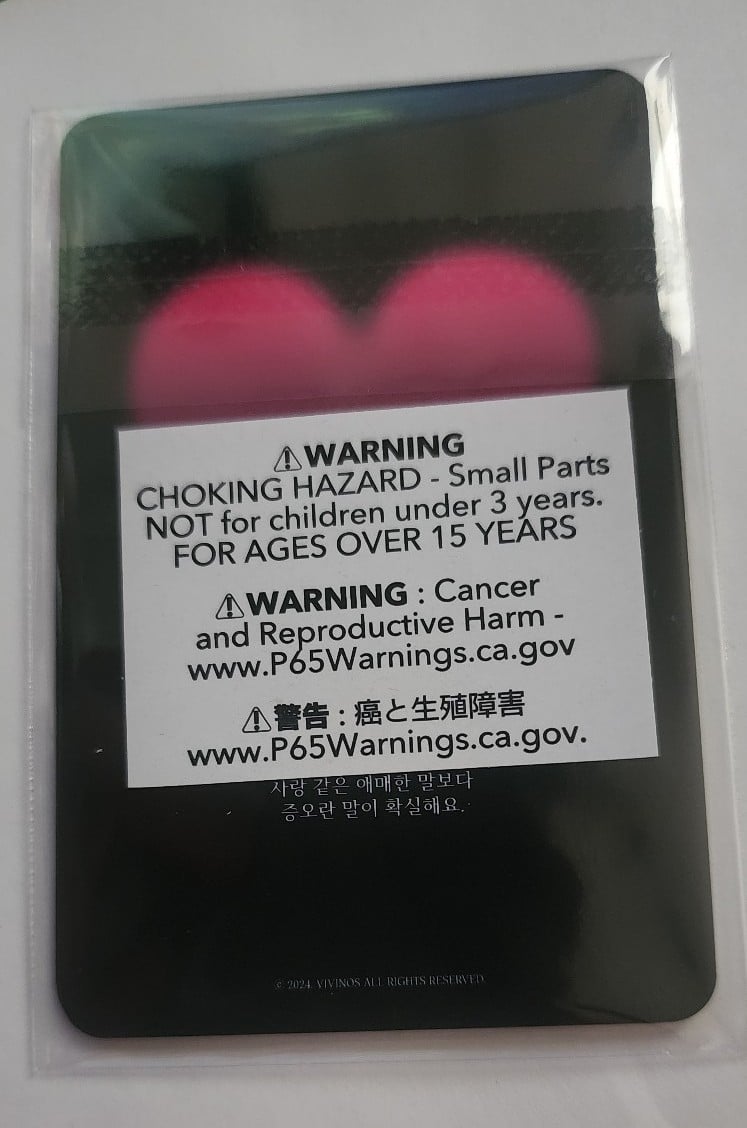 ⚠WARNING
CHOKING HAZARD - Small Parts
NOT for children under 3 years.
FOR AGES OVER 15 YEARS
⚠WARNING : Cancer
and Reproductive Harm -
www.P65Warnings.ca.gov
⚠警告 : 癌と生殖障害
www.P65Warnings.ca.gov.
사랑 같은 애매한 말보다
증오란 말이 확실해요.
© 2024. VIVINOS ALL RIGHTS RESERVED